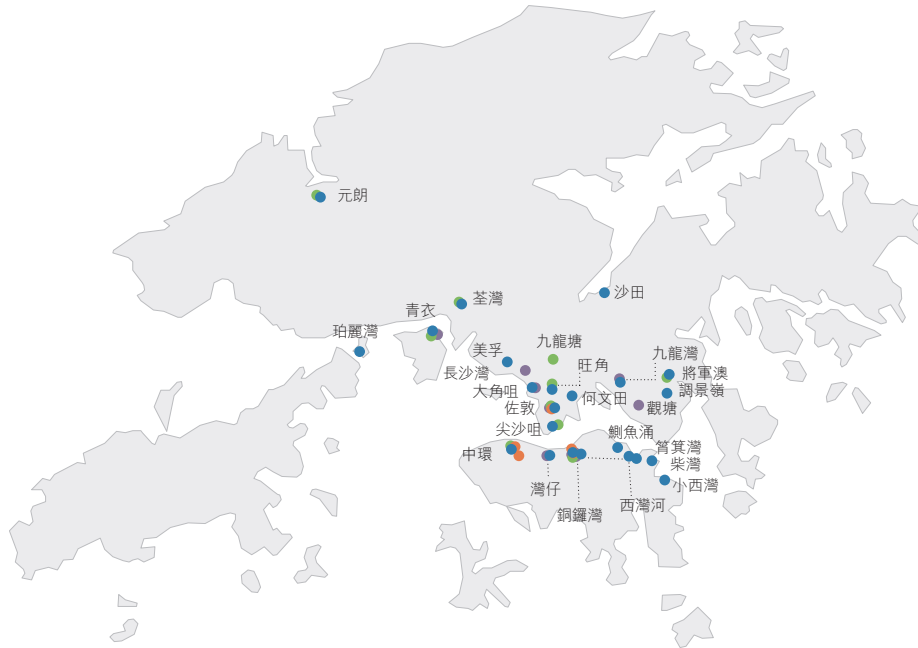 元朗
沙田
荃灣
青衣
珀麗灣
九龍塘
美孚
九龍灣
旺角
長沙灣
將軍澳
大角咀
調景嶺
何文田
佐敦
觀塘
尖沙咀
鰂魚涌
中環
筲箕灣
柴灣
小西灣
灣仔
西灣河
銅鑼灣